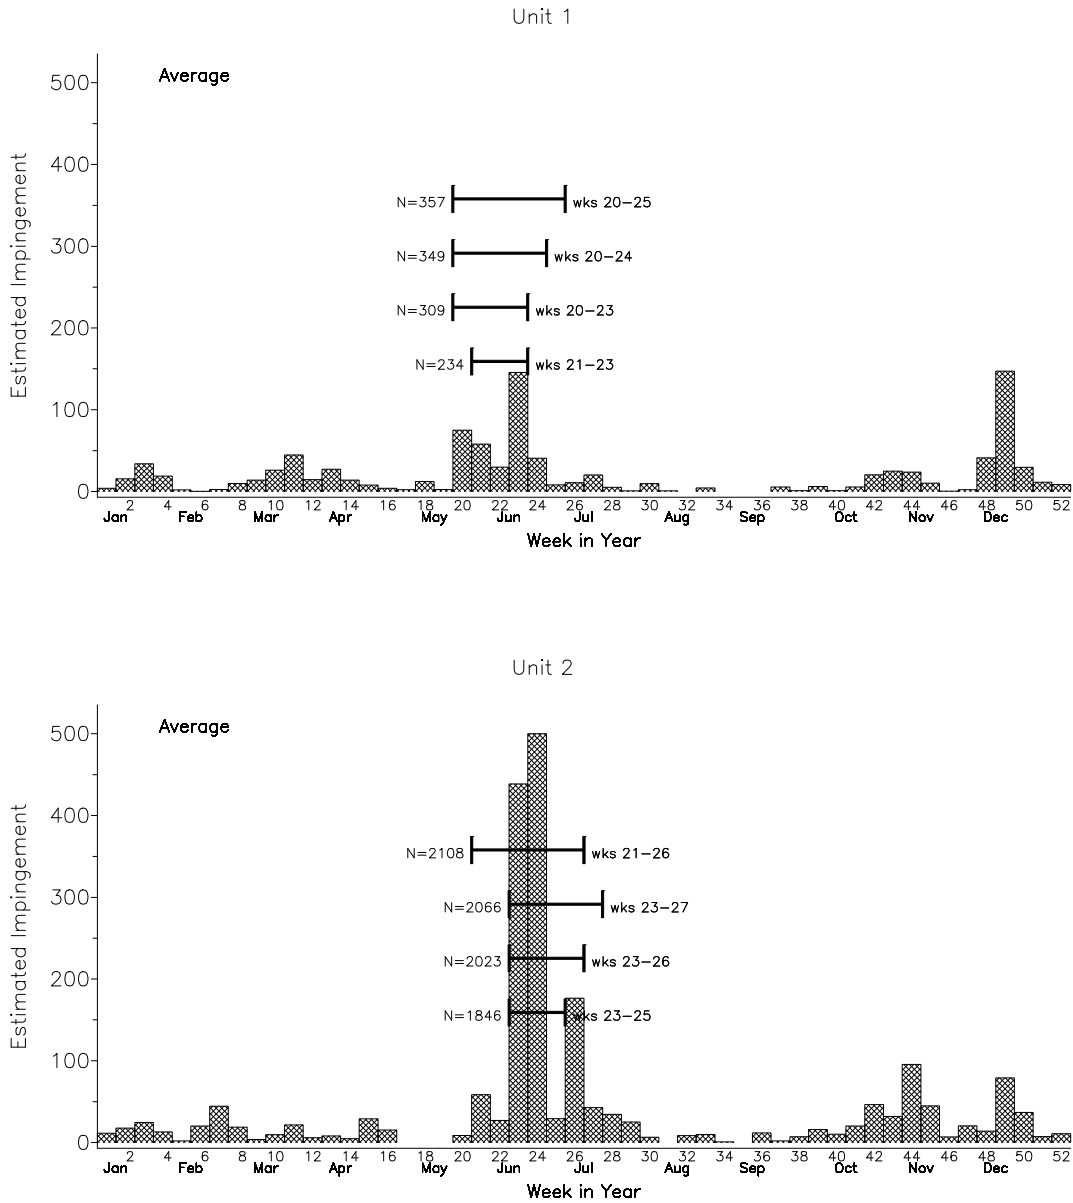 Unit 1
Average
500
400
300
200
100
0
Estimated Impingement
N=357 wks 20-25
N=349 wks 20-24
N=309 wks 20-23
N=234 wks 21-23
2 4 6 8 10 12 14 16 18 20 22 24 26 28 30 32 34 36 38 40 42 44 46 48 50 52
Jan Feb Mar Apr May Jun Jul Aug Sep Oct Nov Dec
Week in Year
Unit 2
Average
500
400
300
200
100
0
Estimated Impingement
N=2108 wks 21-26
N=2066 wks 23-27
N=2023 wks 23-26
N=1846 wks 23-25
2 4 6 8 10 12 14 16 18 20 22 24 26 28 30 32 34 36 38 40 42 44 46 48 50 52
Jan Feb Mar Apr May Jun Jul Aug Sep Oct Nov Dec
Week in Year